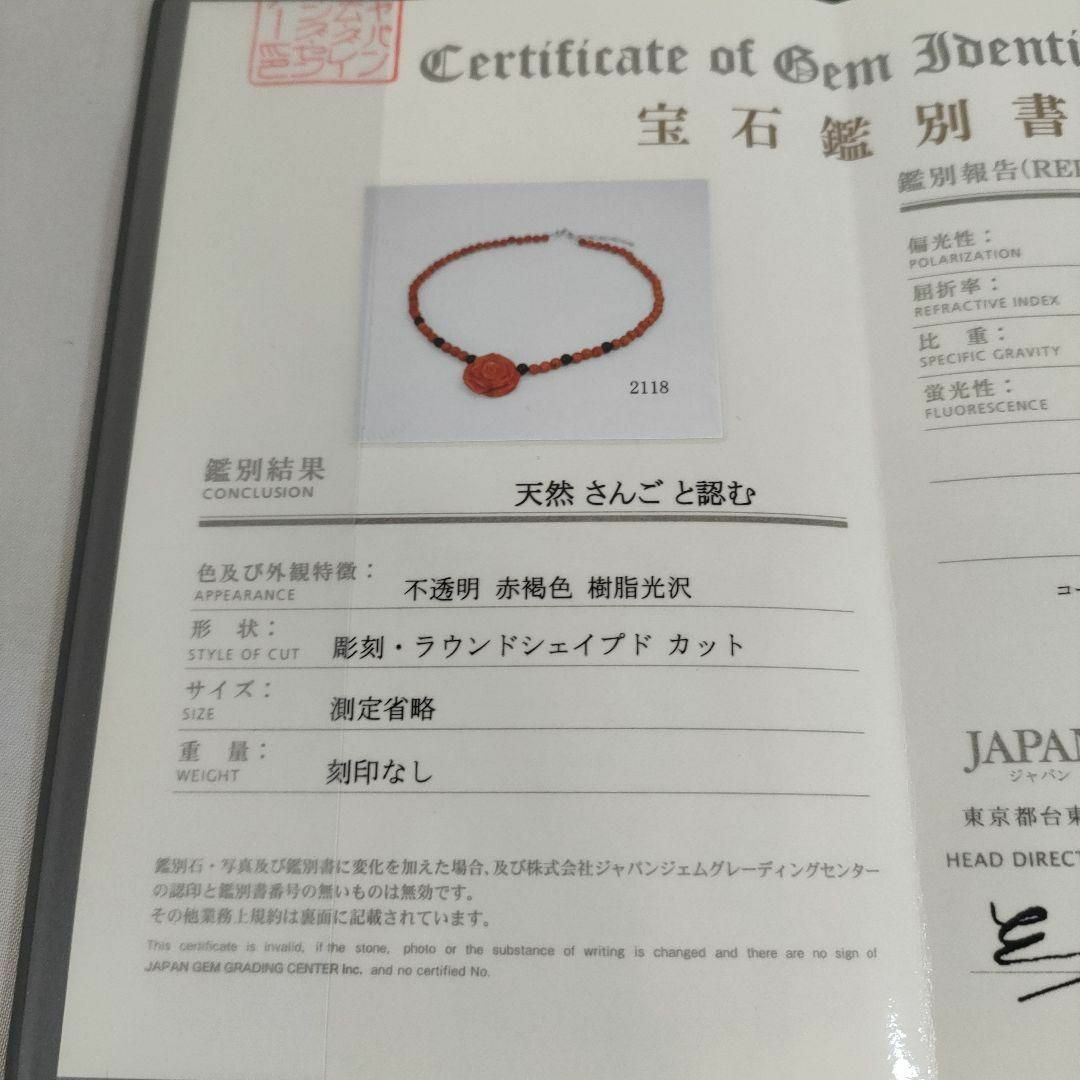 Certificate of Gem Identi
宝石鑑別書
2118
鑑別結果
CONCLUSION
天然 さんご と認む
色及び外観特徴：
APPEARANCE
不透明 赤褐色 樹脂光沢
形 状：
STYLE OF CUT
彫刻・ラウンドシェイプド カット
サイズ：
SIZE
測定省略
重 量：
WEIGHT
刻印なし
鑑別石・写真及び鑑別書に変化を加えた場合、及び株式会社ジャパンジェムグレーディングセンター
の認印と鑑別書番号の無いものは無効です。
その他業務上規約は裏面に記載されています。
This certificate is invalid, if the stone, photo or the substance of writing is changed and there are no sign of
JAPAN GEM GRADING CENTER Inc. and no certified No.
鑑別報告(REP
偏光性：
POLARIZATION
屈折率：
REFRACTIVE INDEX
比 重：
SPECIFIC GRAVITY
蛍光性：
FLUORESCENCE
コー
JAPAN
ジャパン
東京都台東
HEAD DIRECT